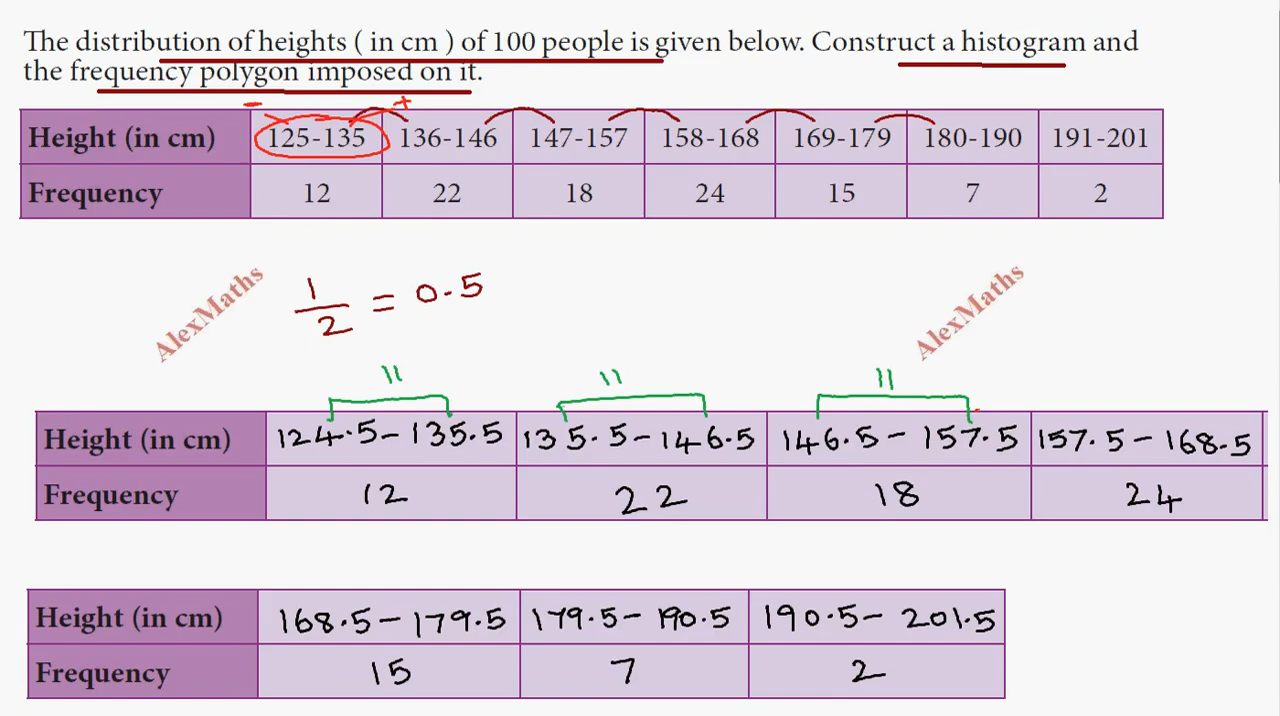 The distribution of heights ( in cm ) of 100 people is given below. Construct a histogram and
the frequency polygon imposed on it.
- +
Height (in cm) 125-135 136-146 147-157 158-168 169-179 180-190 191-201
Frequency 12 22 18 24 15 7 2
AlexMaths
1/2 = 0.5
AlexMaths
11 11 11
Height (in cm) 124.5-135.5 135.5-146.5 146.5-157.5 157.5-168.5
Frequency 12 22 18 24
Height (in cm) 168.5-179.5 179.5-190.5 190.5-201.5
Frequency 15 7 2